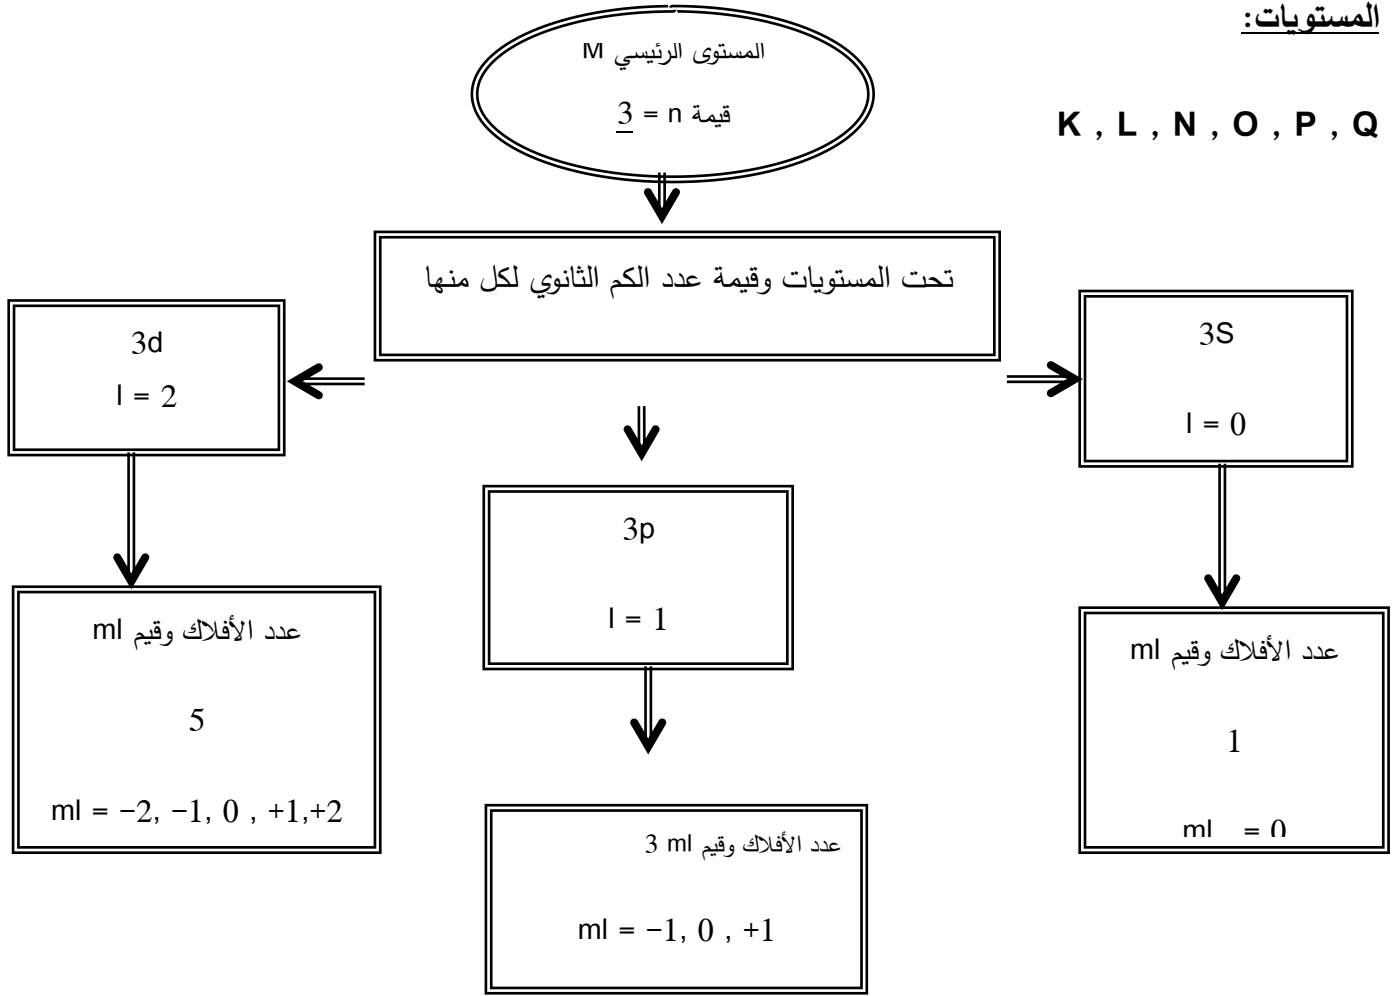 المستويات:
K , L , N , O , P , Q
المستوى الرئيسي M
قيمة n = 3
تحت المستويات وقيمة عدد الكم الثانوي لكل منها
3S
l = 0
عدد الأفلاك وقيم ml
1
ml = 0
3p
l = 1
عدد الأفلاك وقيم ml 3
ml = −1, 0 , +1
3d
l = 2
عدد الأفلاك وقيم ml
5
ml = −2, −1, 0 , +1,+2